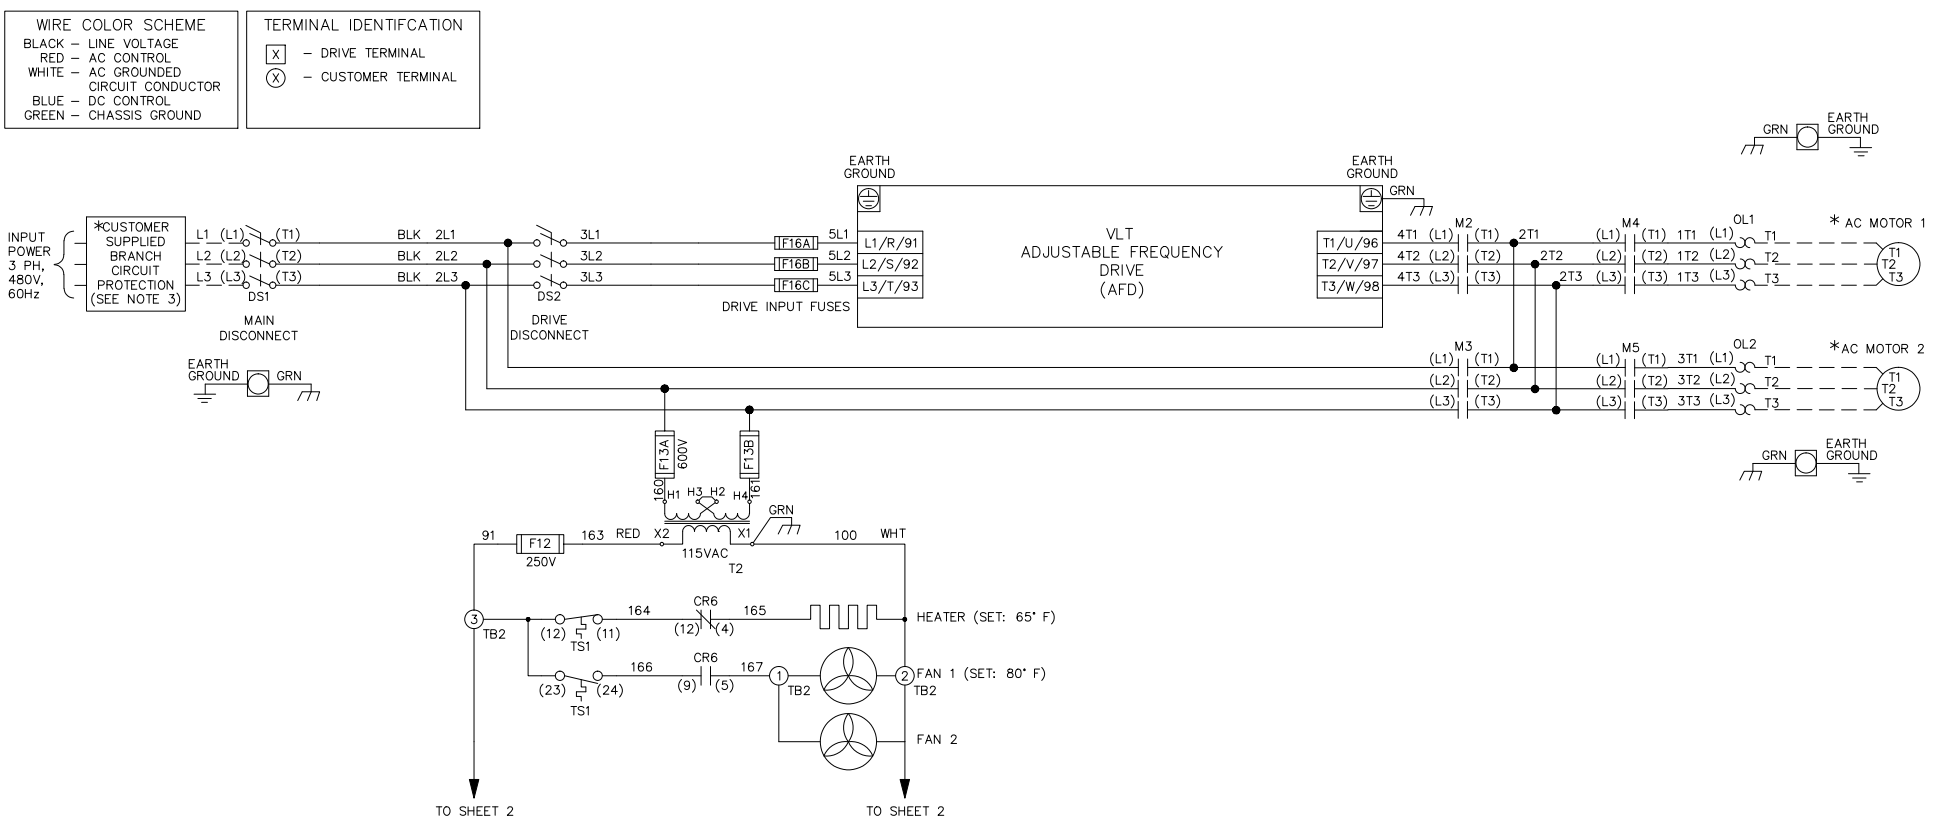 WIRE COLOR SCHEME
BLACK – LINE VOLTAGE
RED – AC CONTROL
WHITE – AC GROUNDED
CIRCUIT CONDUCTOR
BLUE – DC CONTROL
GREEN – CHASSIS GROUND
TERMINAL IDENTIFCATION
X – DRIVE TERMINAL
X – CUSTOMER TERMINAL
GRN
EARTH
GROUND
EARTH
GROUND
EARTH
GROUND
GRN
INPUT
POWER
3 PH,
480V,
60Hz
*CUSTOMER
SUPPLIED
BRANCH
CIRCUIT
PROTECTION
(SEE NOTE 3)
L1 (L1) (T1) BLK 2L1 3L1 F16A 5L1 L1/R/91
L2 (L2) (T2) BLK 2L2 3L2 F16B 5L2 L2/S/92
L3 (L3) (T3) BLK 2L3 3L3 F16C 5L3 L3/T/93
DS1
MAIN
DISCONNECT
DS2
DRIVE
DISCONNECT
DRIVE INPUT FUSES
VLT
ADJUSTABLE FREQUENCY
DRIVE
(AFD)
M2 M4 OL1 * AC MOTOR 1
T1/U/96 4T1 (L1) (T1) 2T1 (L1) (T1) 1T1 (L1) T1 T1
T2/V/97 4T2 (L2) (T2) 2T2 (L2) (T2) 1T2 (L2) T2 T2
T3/W/98 4T3 (L3) (T3) 2T3 (L3) (T3) 1T3 (L3) T3 T3
EARTH
GROUND
GRN
M3 M5 OL2 *AC MOTOR 2
(L1) (T1) (L1) (T1) 3T1 (L1) T1 T1
(L2) (T2) (L2) (T2) 3T2 (L2) T2 T2
(L3) (T3) (L3) (T3) 3T3 (L3) T3 T3
GRN
EARTH
GROUND
F13A
600V
F13B
160
161
H1 H3 H2 H4
GRN
91 F12 163 RED X2 X1 100 WHT
250V
115VAC
T2
3
TB2
(12) (11)
TS1
164
CR6
(12) (4)
165
HEATER (SET: 65° F)
(23) (24)
TS1
166
CR6
(9) (5)
167
1
TB2
2
TB2
FAN 1 (SET: 80° F)
FAN 2
TO SHEET 2
TO SHEET 2